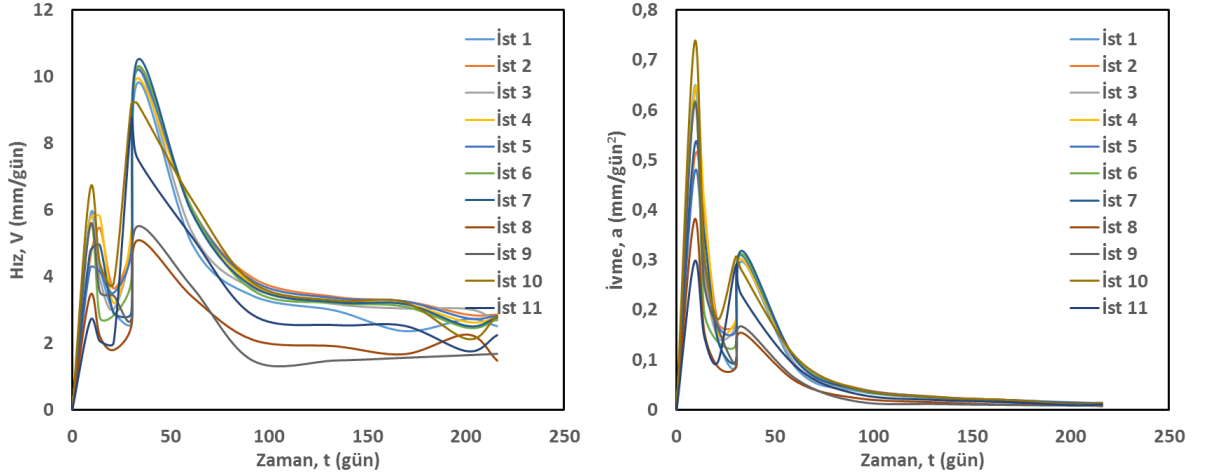 Hız, V (mm/gün)
12
10
8
6
4
2
0
0 50 100 150 200 250
Zaman, t (gün)
İst 1
İst 2
İst 3
İst 4
İst 5
İst 6
İst 7
İst 8
İst 9
İst 10
İst 11
İvme, a (mm/gün²)
0,8
0,7
0,6
0,5
0,4
0,3
0,2
0,1
0
0 50 100 150 200 250
Zaman, t (gün)
İst 1
İst 2
İst 3
İst 4
İst 5
İst 6
İst 7
İst 8
İst 9
İst 10
İst 11